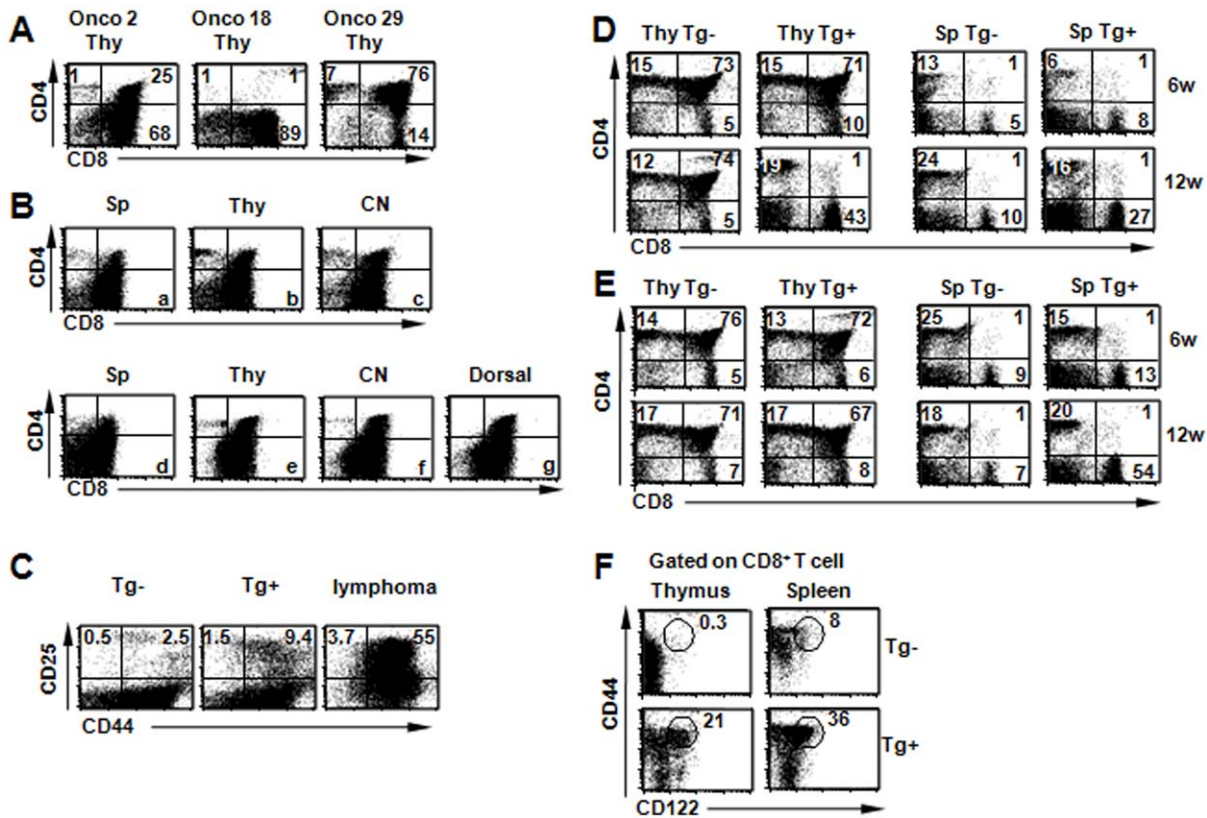 A
Onco 2 Onco 18 Onco 29
Thy Thy Thy
CD4
1 25
68
1 1
89
7 76
14
CD8
B
Sp Thy CN
CD4
a b c
CD8
Sp Thy CN Dorsal
CD4
d e f g
CD8
C
Tg- Tg+ lymphoma
CD25
0.5 2.5
1.5 9.4
3.7 55
CD44
D
Thy Tg- Thy Tg+ Sp Tg- Sp Tg+
CD4
15 73
5
15 71
10
13 1
5
6 1
8
6w
12 74
5
19 1
43
24 1
10
16 1
27
12w
CD8
E
Thy Tg- Thy Tg+ Sp Tg- Sp Tg+
CD4
14 76
5
13 72
6
25 1
9
15 1
13
6w
17 71
7
17 67
8
18 1
7
20 1
54
12w
CD8
F
Gated on CD8+ T cell
Thymus Spleen
CD44
0.3 8
Tg-
21 36
Tg+
CD122